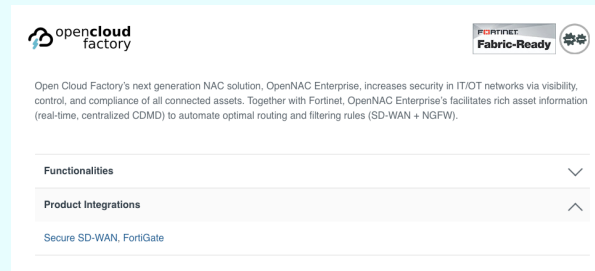 opencloud
factory
FORTINET
Fabric-Ready
Open Cloud Factory's next generation NAC solution, OpenNAC Enterprise, increases security in IT/OT networks via visibility,
control, and compliance of all connected assets. Together with Fortinet, OpenNAC Enterprise's facilitates rich asset information
(real-time, centralized CDMD) to automate optimal routing and filtering rules (SD-WAN + NGFW).
Functionalities
Product Integrations
Secure SD-WAN, FortiGate